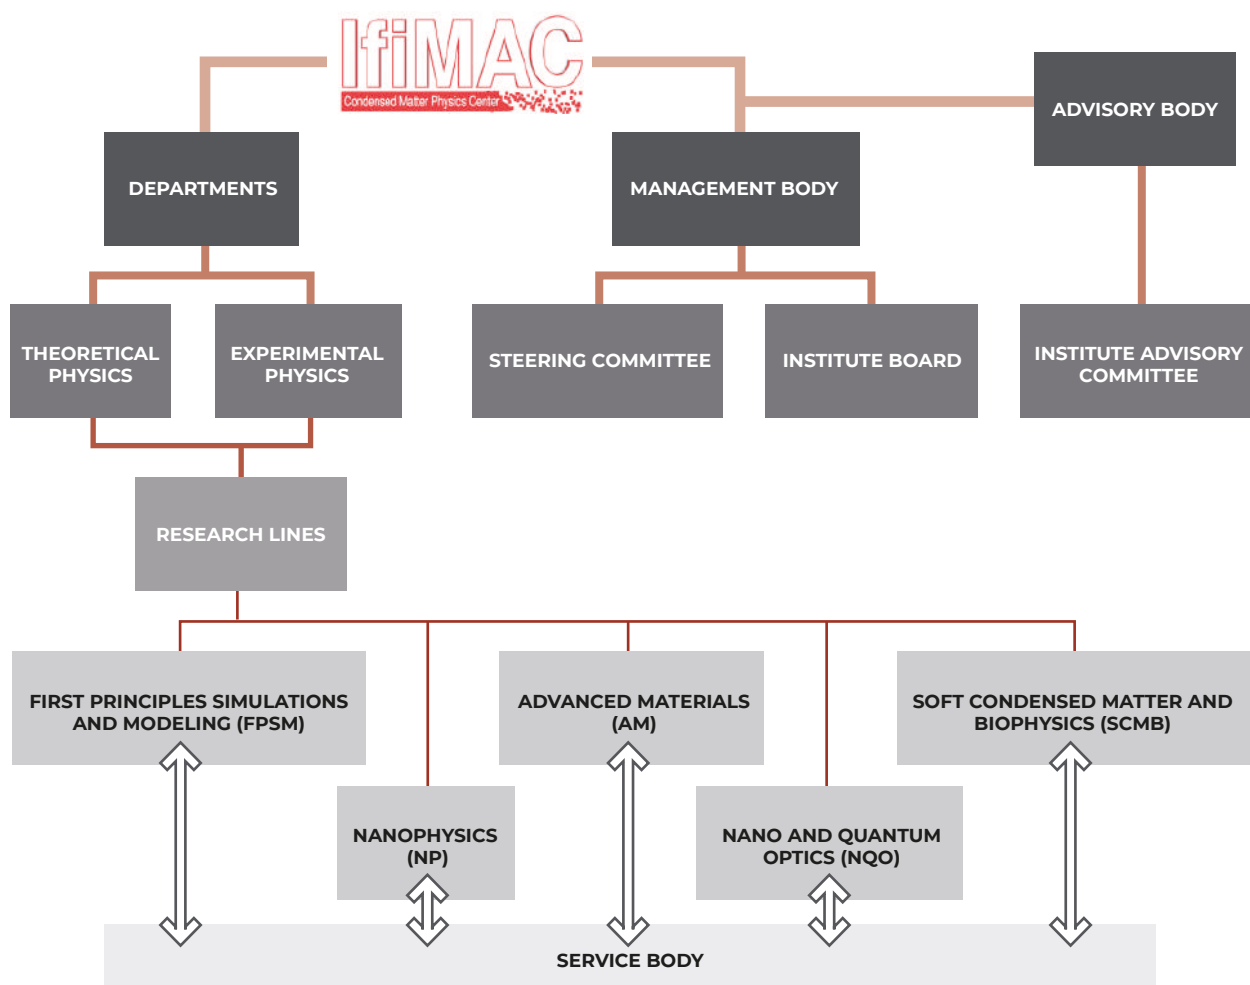 IfiMAC
Condensed Matter Physics Center
ADVISORY BODY
DEPARTMENTS
MANAGEMENT BODY
THEORETICAL
PHYSICS
EXPERIMENTAL
PHYSICS
STEERING COMMITTEE
INSTITUTE BOARD
INSTITUTE ADVISORY
COMMITTEE
RESEARCH LINES
FIRST PRINCIPLES SIMULATIONS
AND MODELING (FPSM)
ADVANCED MATERIALS
(AM)
SOFT CONDENSED MATTER AND
BIOPHYSICS (SCMB)
NANOPHYSICS
(NP)
NANO AND QUANTUM
OPTICS (NQO)
SERVICE BODY